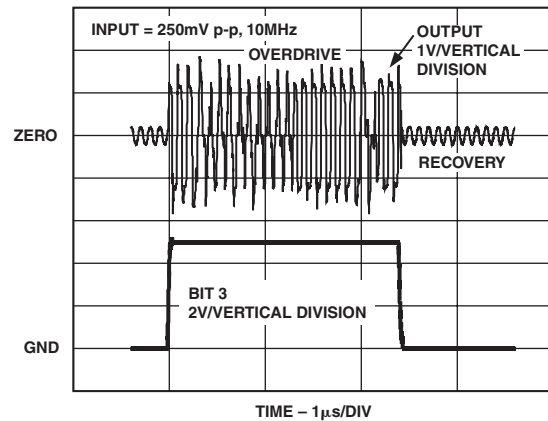 INPUT = 250mV p-p, 10MHz
OVERDRIVE
OUTPUT
1V/VERTICAL
DIVISION
ZERO
RECOVERY
BIT 3
2V/VERTICAL DIVISION
GND
TIME – 1μs/DIV